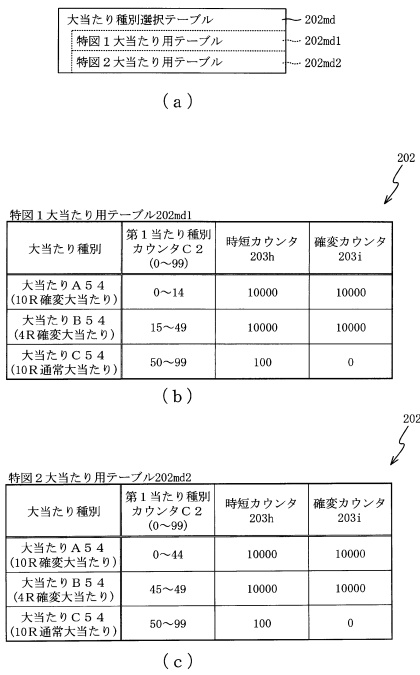 大当たり種別選択テーブル 202md
特図１大当たり用テーブル 202md1
特図２大当たり用テーブル 202md2
(a)
202
特図１大当たり用テーブル202md1
大当たり種別 第１当たり種別 時短カウンタ 確変カウンタ
カウンタＣ２ 203h 203i
(0～99)
大当たりＡ５４ 0～14 10000 10000
(10R確変大当たり)
大当たりＢ５４ 15～49 10000 10000
(4R確変大当たり)
大当たりＣ５４ 50～99 100 0
(10R通常大当たり)
(b)
202
特図２大当たり用テーブル202md2
大当たり種別 第１当たり種別 時短カウンタ 確変カウンタ
カウンタＣ２ 203h 203i
(0～99)
大当たりＡ５４ 0～44 10000 10000
(10R確変大当たり)
大当たりＢ５４ 45～49 10000 10000
(4R確変大当たり)
大当たりＣ５４ 50～99 100 0
(10R通常大当たり)
(c)